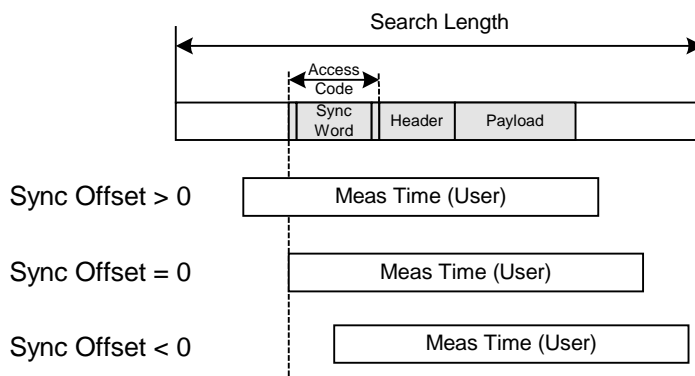 Search Length
Access
Code
Sync
Word
Header
Payload
Sync Offset > 0
Meas Time (User)
Sync Offset = 0
Meas Time (User)
Sync Offset < 0
Meas Time (User)